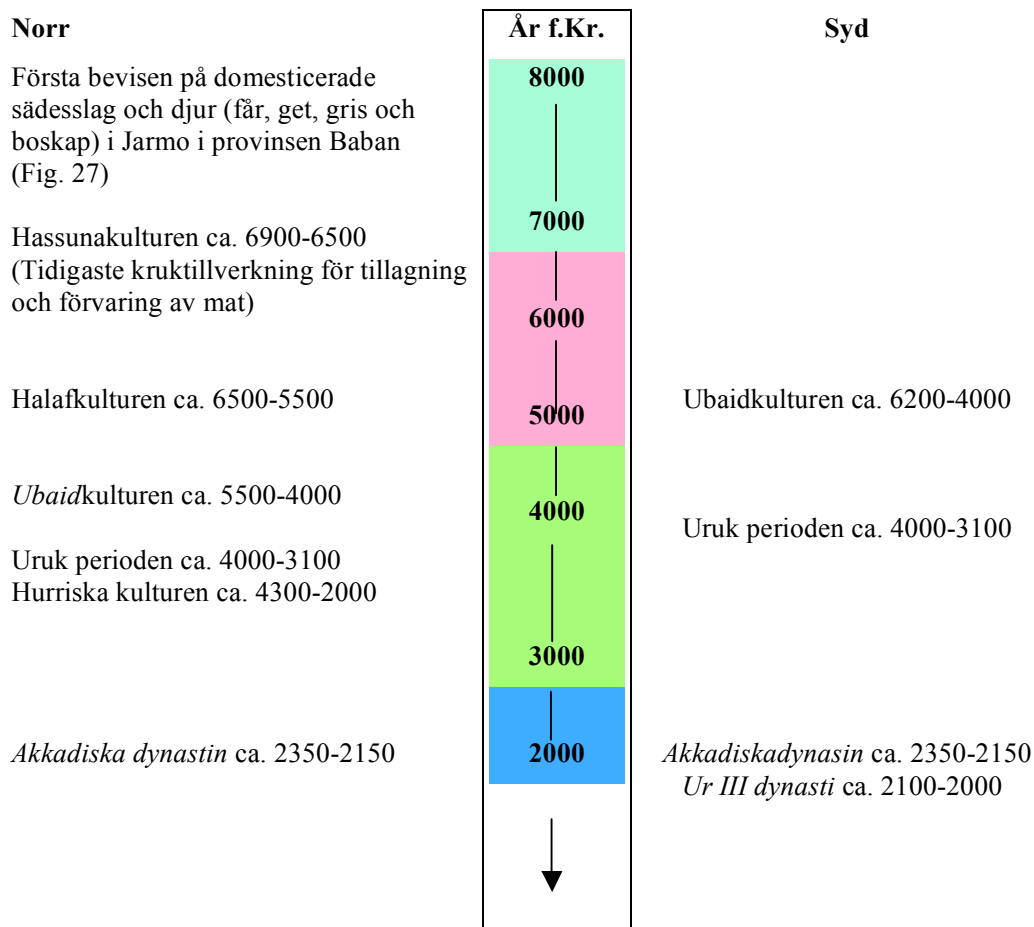 Norr
År f.Kr.
Syd
Första bevisen på domesticerade
sädesslag och djur (får, get, gris och
boskap) i Jarmo i provinsen Baban
(Fig. 27)
8000
7000
Hassunakulturen ca. 6900-6500
(Tidigaste kruktillverkning för tillagning
och förvaring av mat)
6000
Halafkulturen ca. 6500-5500
5000
Ubaidkulturen ca. 6200-4000
Ubaidkulturen ca. 5500-4000
4000
Uruk perioden ca. 4000-3100
Uruk perioden ca. 4000-3100
Hurriska kulturen ca. 4300-2000
3000
Akkadiska dynastin ca. 2350-2150
2000
Akkadiskadynasin ca. 2350-2150
Ur III dynasti ca. 2100-2000